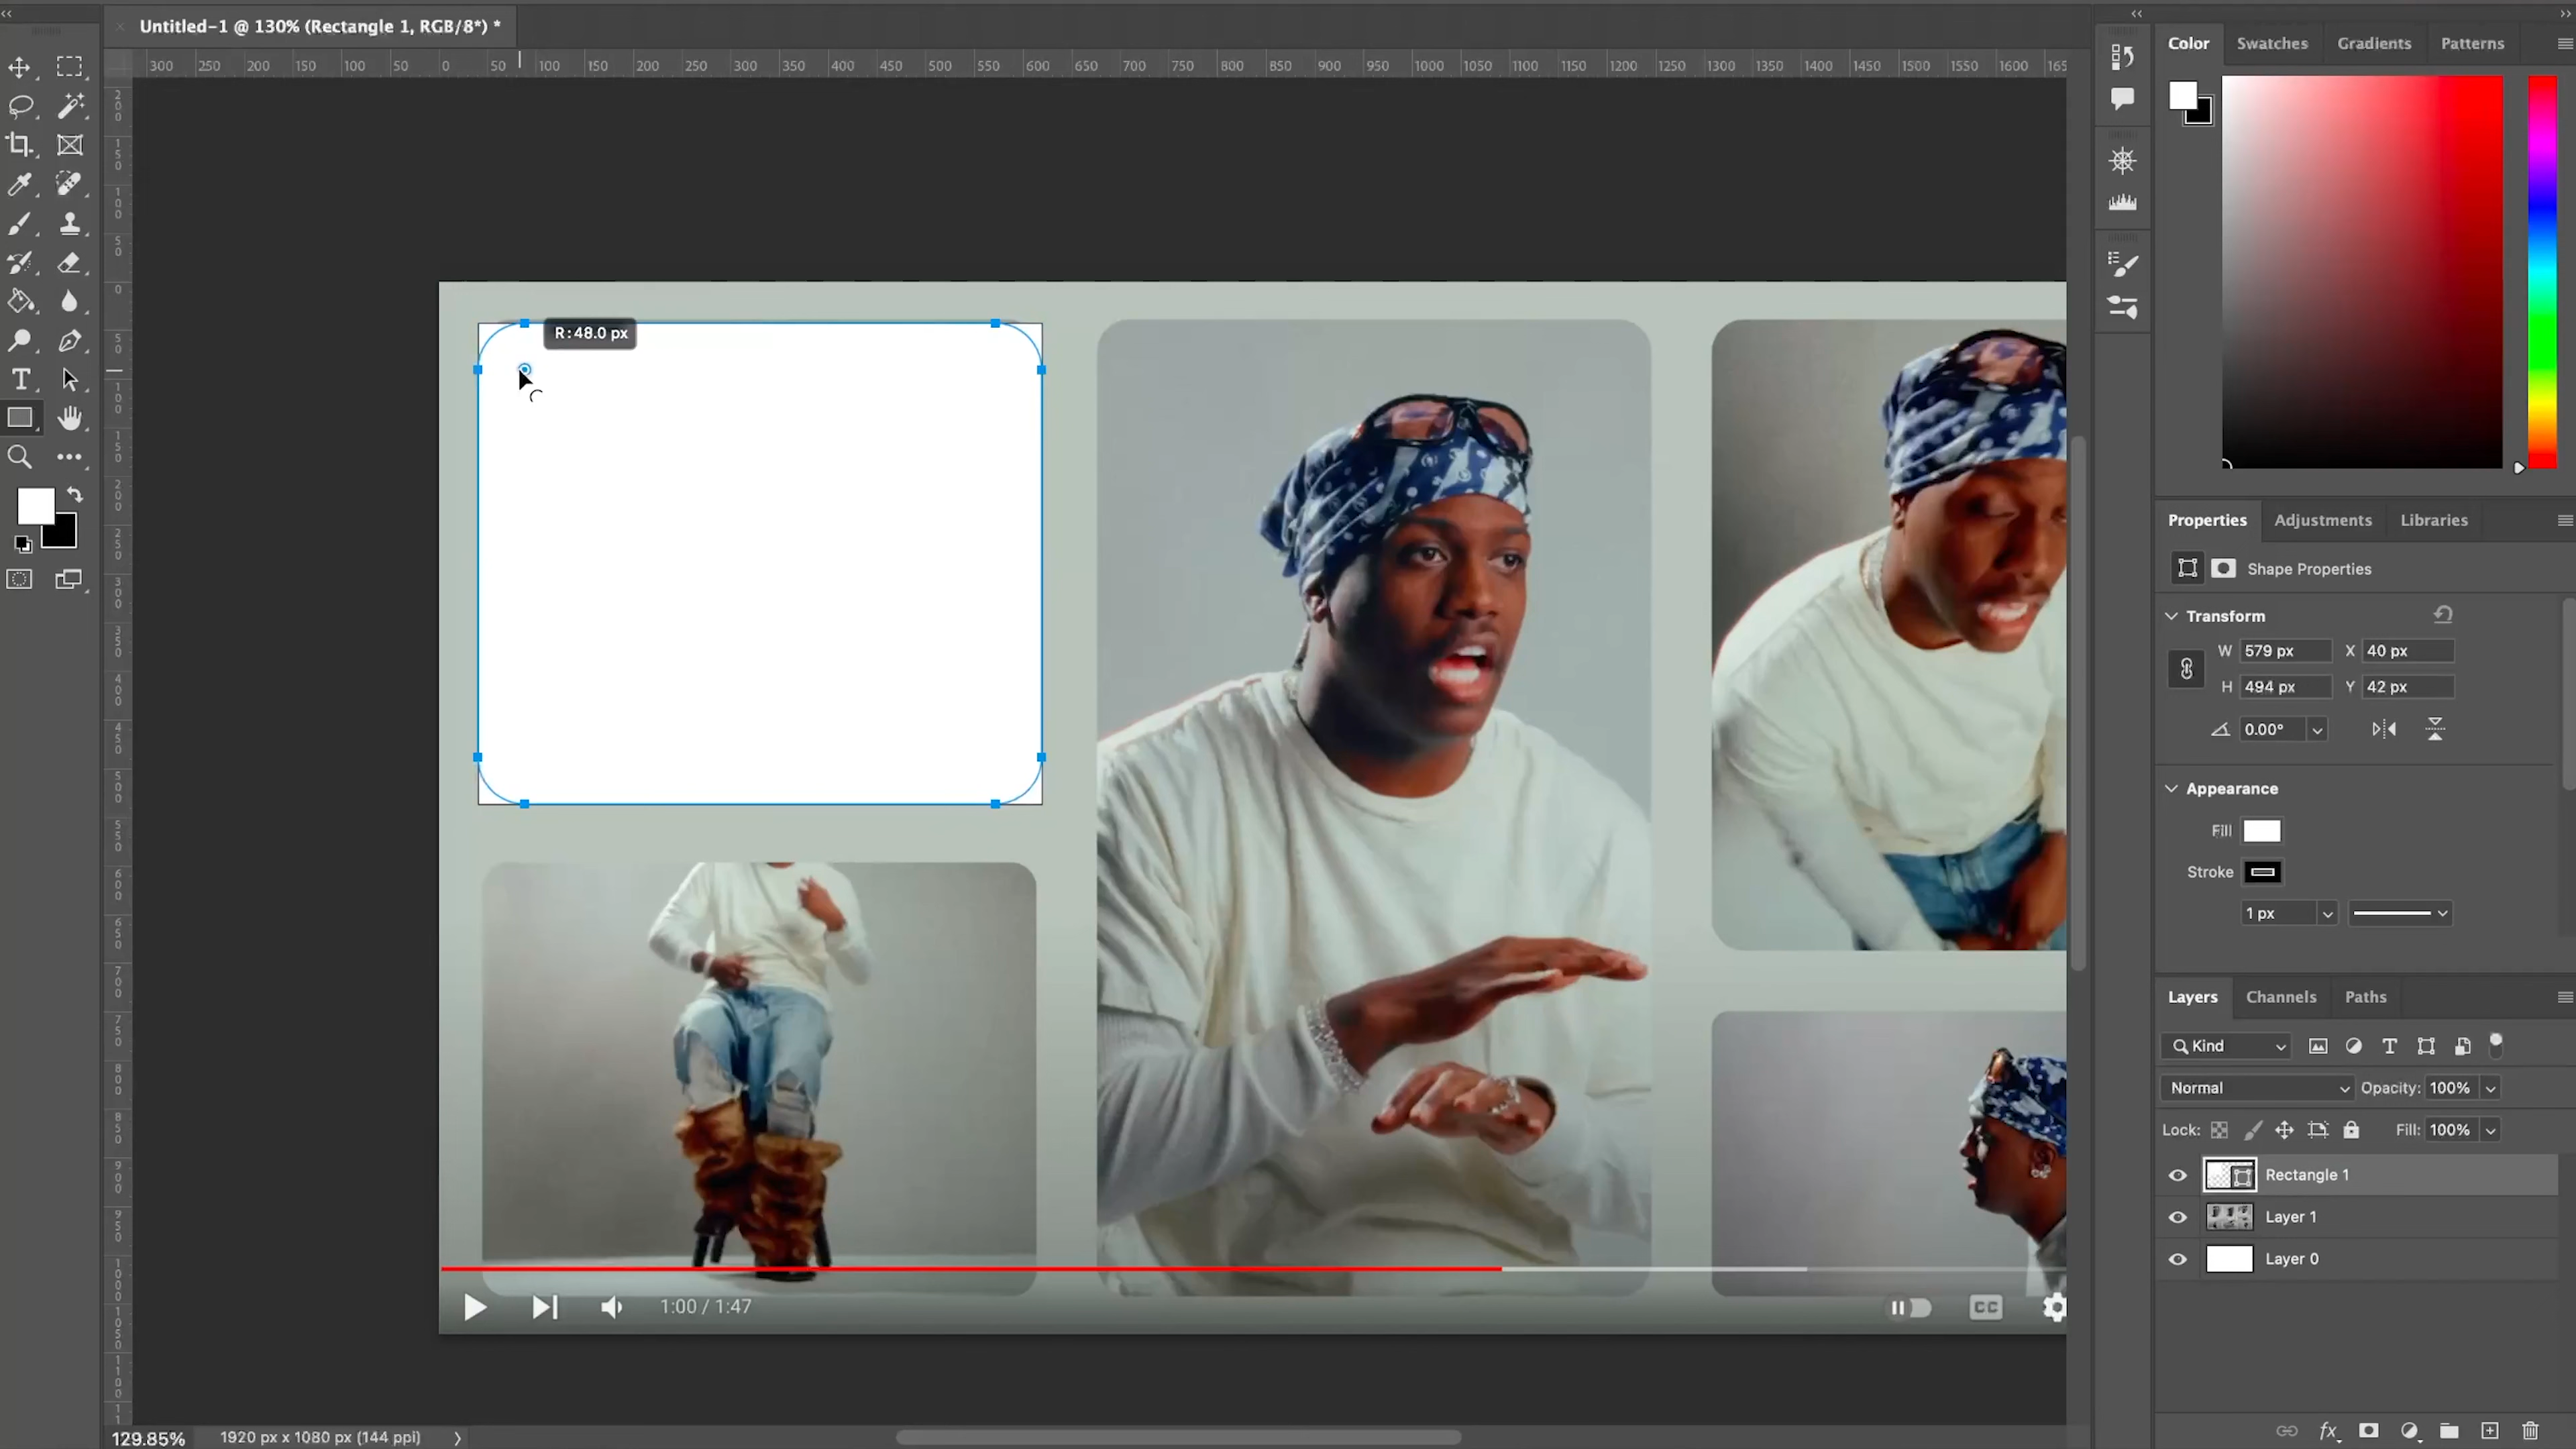 Untitled-1 @ 130% (Rectangle 1, RGB/8*) *
300 250 200 150 100 50 0 50 100 150 200 250 300 350 400 450 500 550 600 650 700 750 800 850 900 950 1000 1050 1100 1150 1200 1250 1300 1350 1400 1450 1500 1550 1600 165
R: 48.0 px
1:00 / 1:47
CC
129.85%
1920 px x 1080 px (144 ppi)
Color Swatches Gradients Patterns
Properties Adjustments Libraries
Shape Properties
Transform
W 579 px X 40 px
H 494 px Y 42 px
0.00°
Appearance
Fill
Stroke
1 px
Layers Channels Paths
Kind
Normal Opacity: 100%
Lock: Fill: 100%
Rectangle 1
Layer 1
Layer 0